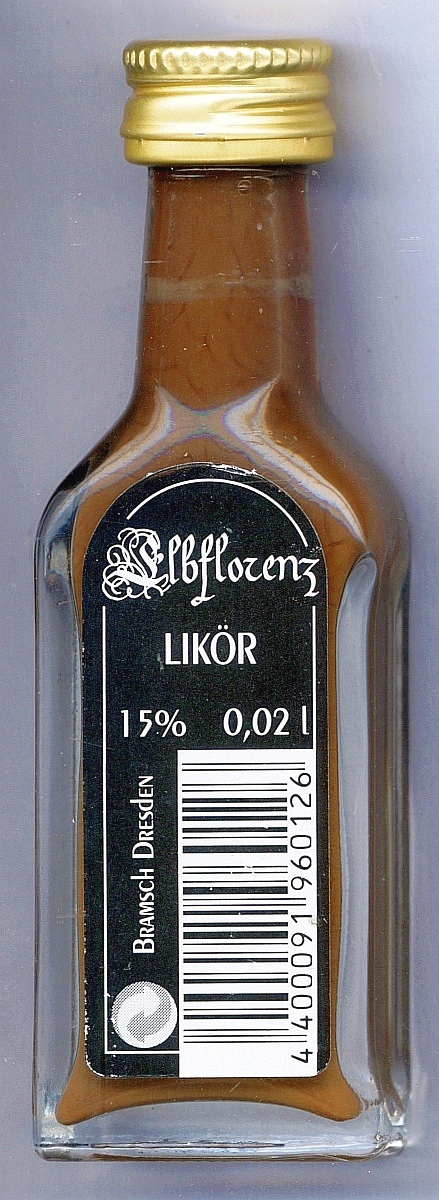 Elbflorenz
LIKÖR
15% 0,02 l
BRAMSCH DRESDEN
4 400091 960126